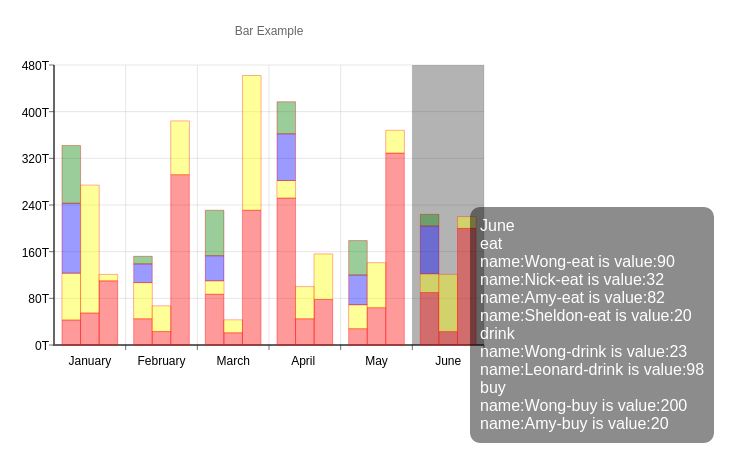 Bar Example
480T
400T
320T
240T
160T
80T
0T
January February March April May June
June
eat
name:Wong-eat is value:90
name:Nick-eat is value:32
name:Amy-eat is value:82
name:Sheldon-eat is value:20
drink
name:Wong-drink is value:23
name:Leonard-drink is value:98
buy
name:Wong-buy is value:200
name:Amy-buy is value:20